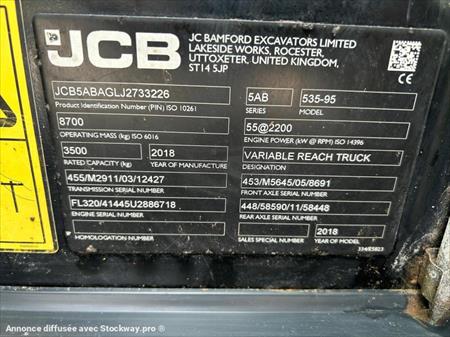 JCB
JC BAMFORD EXCAVATORS LIMITED
LAKESIDE WORKS, ROCESTER,
UTTOXETER, UNITED KINGDOM,
ST14 5JP
JCB5ABAGLJ2733226
Product Identification Number (PIN) ISO 10261
5AB
SERIES
535-95
MODEL
8700
OPERATING MASS (kg) ISO 6016
55@2200
ENGINE POWER (kW @ RPM) ISO 14396
3500
RATED CAPACITY (kg)
2018
YEAR OF MANUFACTURE
VARIABLE REACH TRUCK
DESIGNATION
455/M2911/03/12427
TRANSMISSION SERIAL NUMBER
453/M5645/05/8691
FRONT AXLE SERIAL NUMBER
FL320/41445U2886718
ENGINE SERIAL NUMBER
448/58590/11/58448
REAR AXLE SERIAL NUMBER
HOMOLOGATION NUMBER
SALES SPECIAL NUMBER
2018
YEAR OF MODEL
334/E5823
Annonce diffusée avec Stockway.pro ®